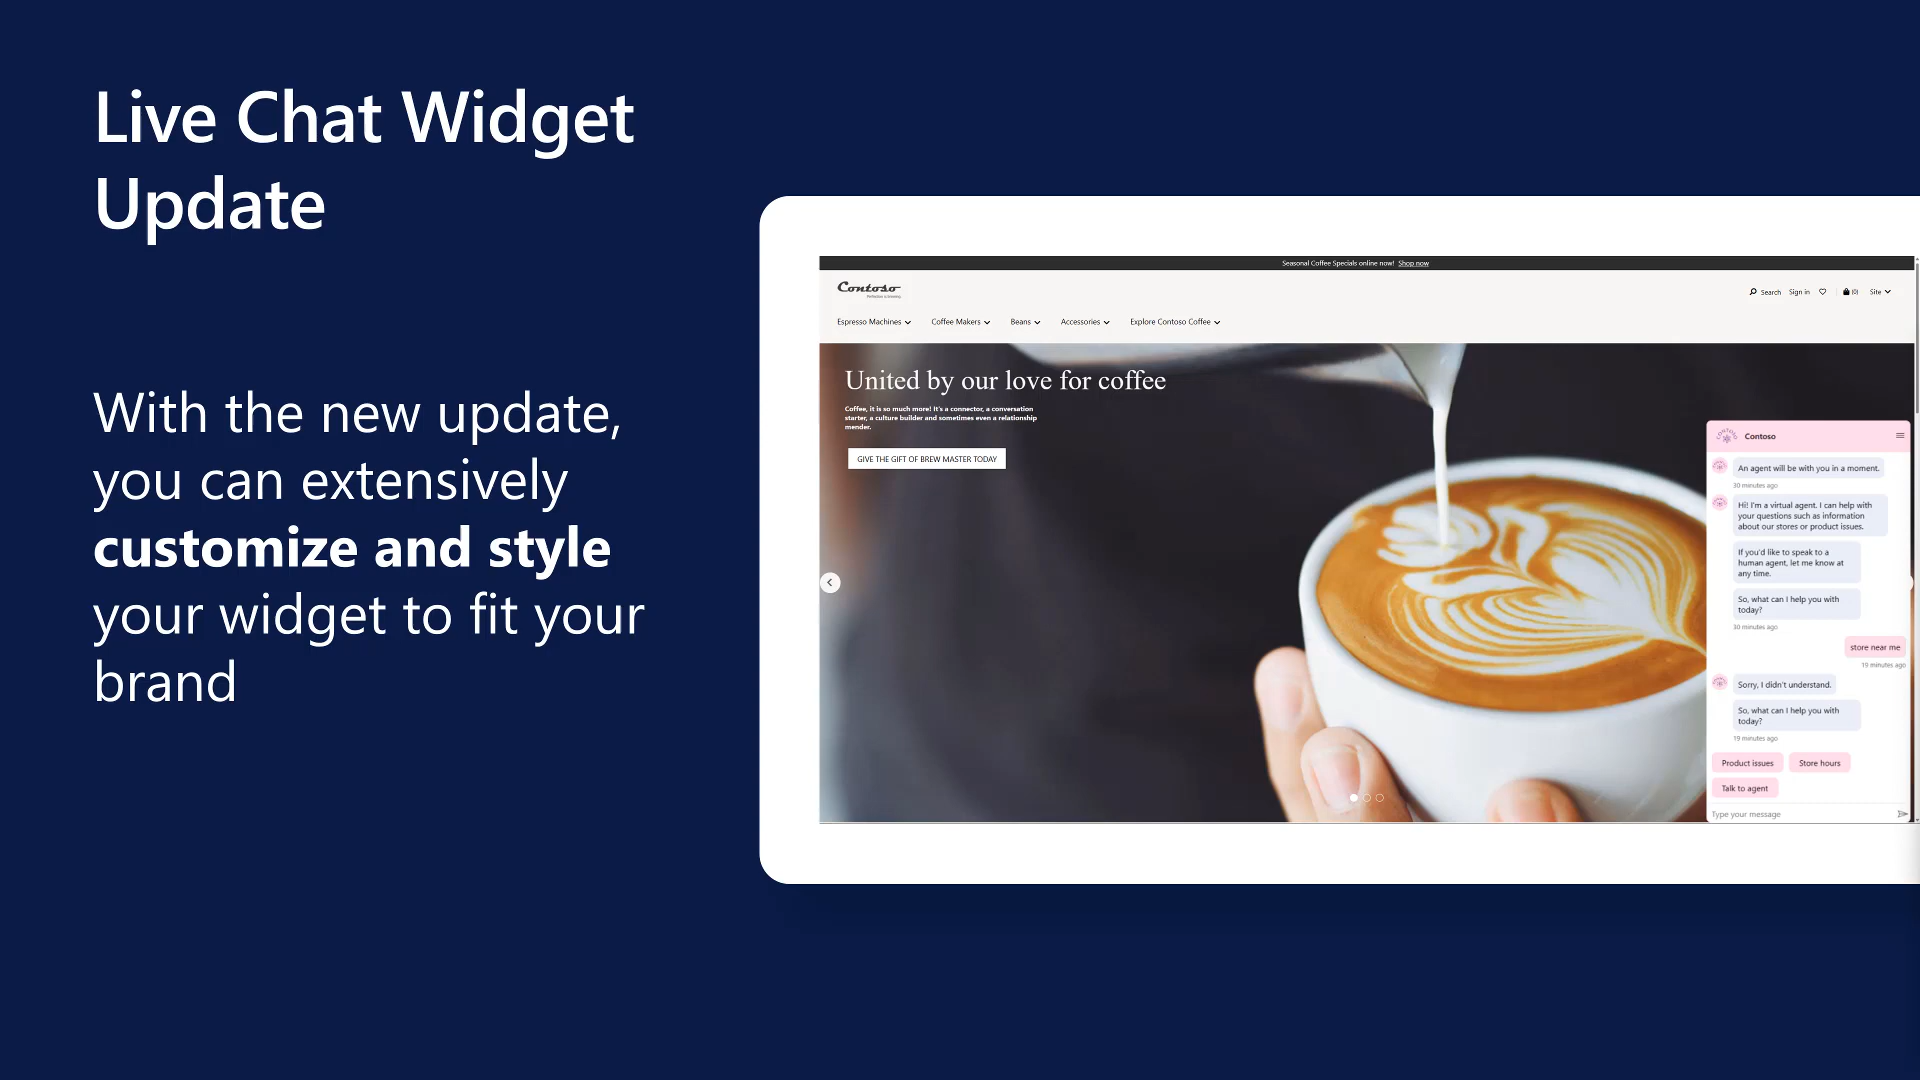 Live Chat Widget
Update
With the new update,
you can extensively
customize and style
your widget to fit your
brand
Seasonal Coffee Specials online now! Shop now
Contoso
Search Sign in (0) Site
Espresso Machines Coffee Makers Beans Accessories Explore Contoso Coffee
United by our love for coffee
Coffee, it is so much more! It's a connector, a conversation
starter, a culture builder and sometimes even a relationship
mender.
GIVE THE GIFT OF BREW MASTER TODAY
Contoso
An agent will be with you in a moment.
30 minutes ago
Hi! I'm a virtual agent. I can help with
your questions such as information
about our stores or product issues.
If you'd like to speak to a
human agent, let me know at
any time.
So, what can I help you with
today?
30 minutes ago
store near me
19 minutes ago
Sorry, I didn't understand.
So, what can I help you with
today?
19 minutes ago
Product issues Store hours
Talk to agent
Type your message